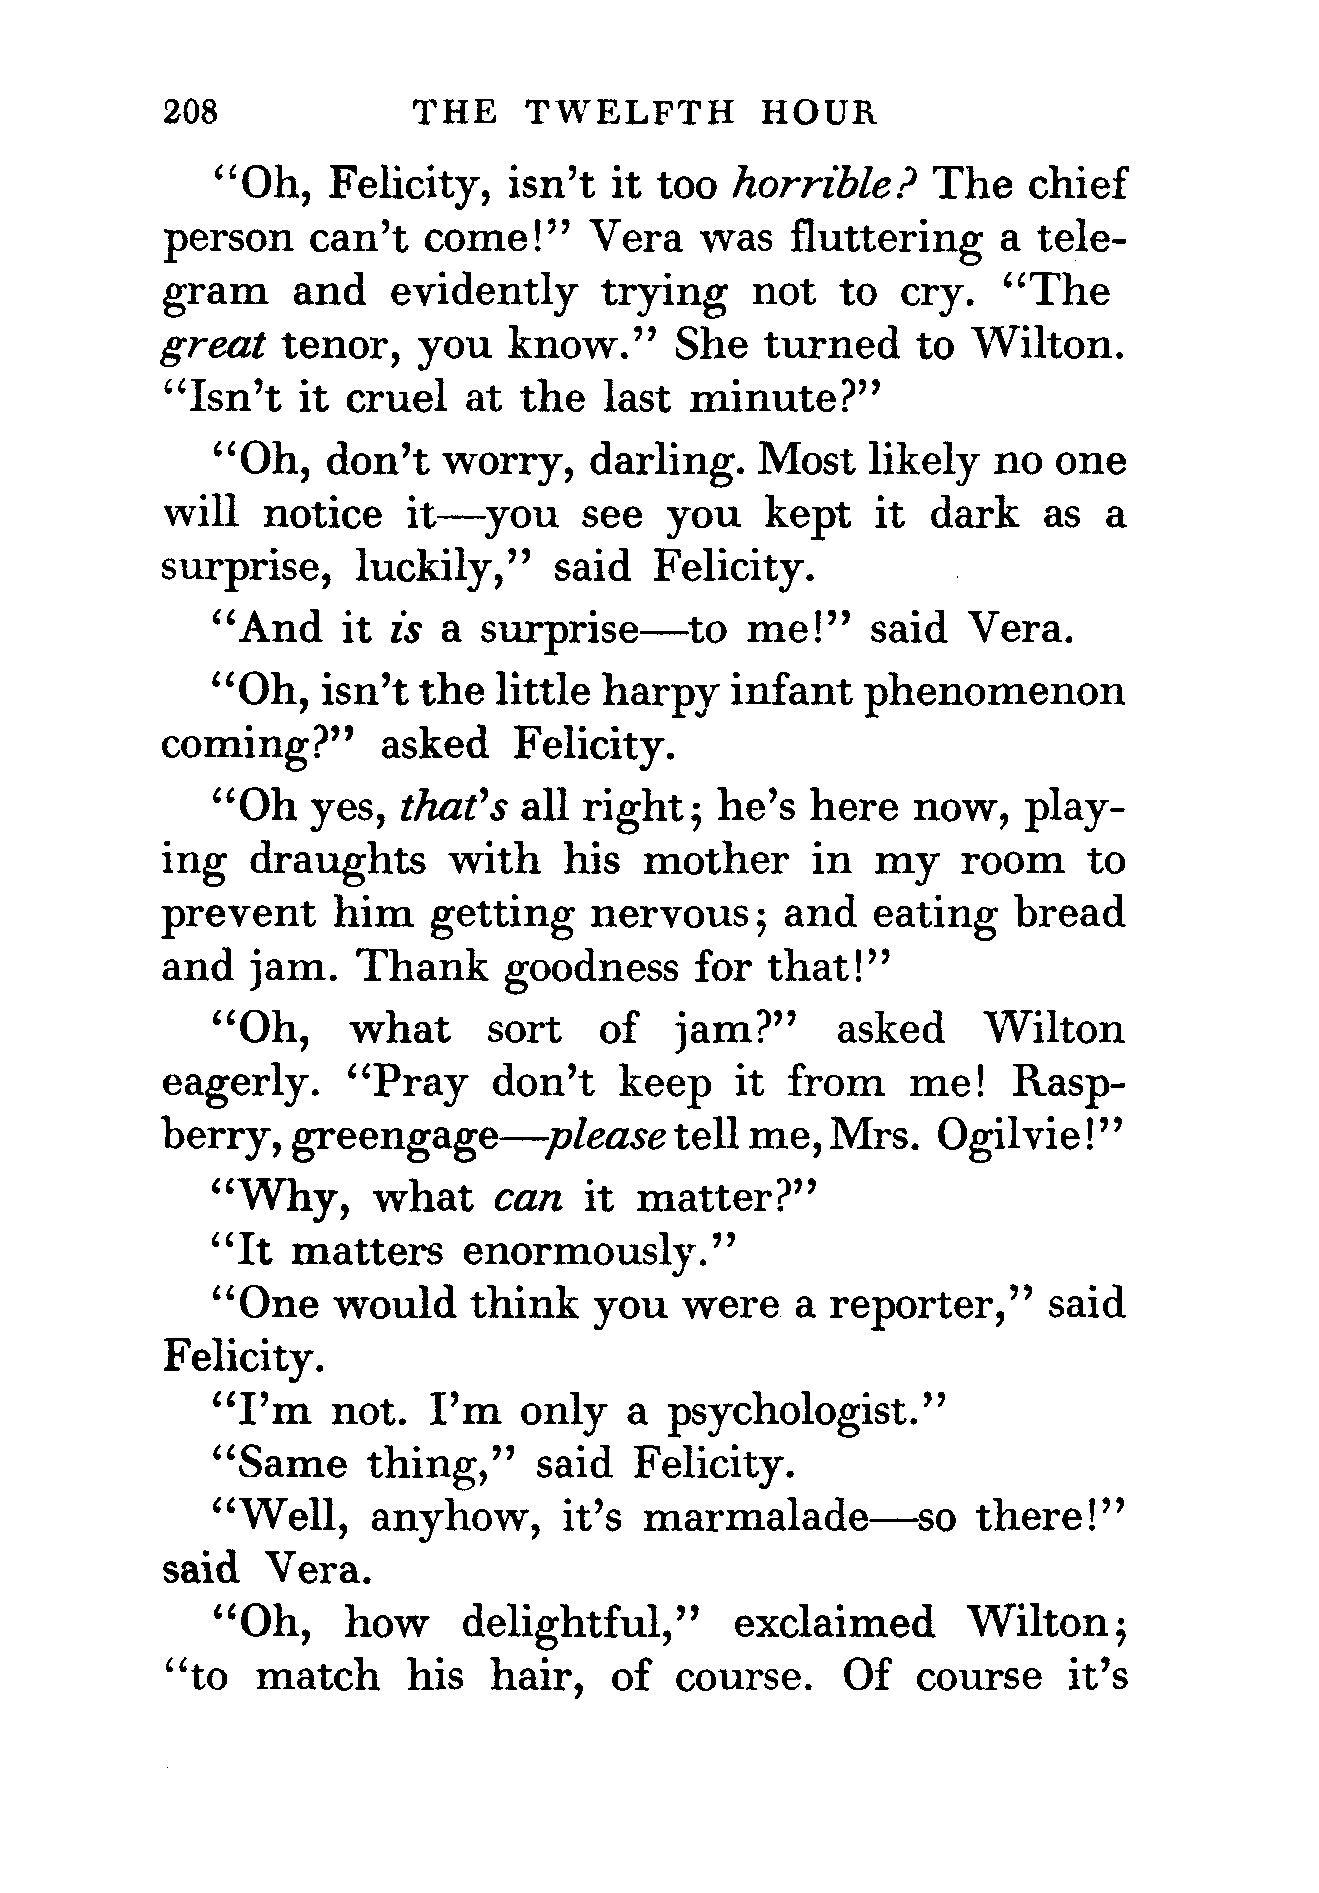 208 THE TWELFTH HOUR
“Oh, Felicity, isn’t it too horrible? The chief
person can’t come!” Vera was fluttering a tele-
gram and evidently trying not to cry. “The
great tenor, you know.” She turned to Wilton.
“Isn’t it cruel at the last minute?”
“Oh, don’t worry, darling. Most likely no one
will notice it—you see you kept it dark as a
surprise, luckily,” said Felicity.
“And it is a surprise—to me!” said Vera.
“Oh, isn’t the little harpy infant phenomenon
coming?” asked Felicity.
“Oh yes, that’s all right; he’s here now, play-
ing draughts with his mother in my room to
prevent him getting nervous; and eating bread
and jam. Thank goodness for that!”
“Oh, what sort of jam?” asked Wilton
eagerly. “Pray don’t keep it from me! Rasp-
berry, greengage—please tell me, Mrs. Ogilvie!”
“Why, what can it matter?”
“It matters enormously.”
“One would think you were a reporter,” said
Felicity.
“I’m not. I’m only a psychologist.”
“Same thing,” said Felicity.
“Well, anyhow, it’s marmalade—so there!”
said Vera.
“Oh, how delightful,” exclaimed Wilton;
“to match his hair, of course. Of course it’s